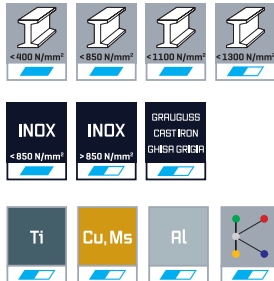 <400 N/mm² <850 N/mm² <1100 N/mm² <1300 N/mm²
INOX INOX GRAUGUSS
CAST IRON
GHISA GRIGIA
<850 N/mm² >850 N/mm²
Ti Cu, Ms Al